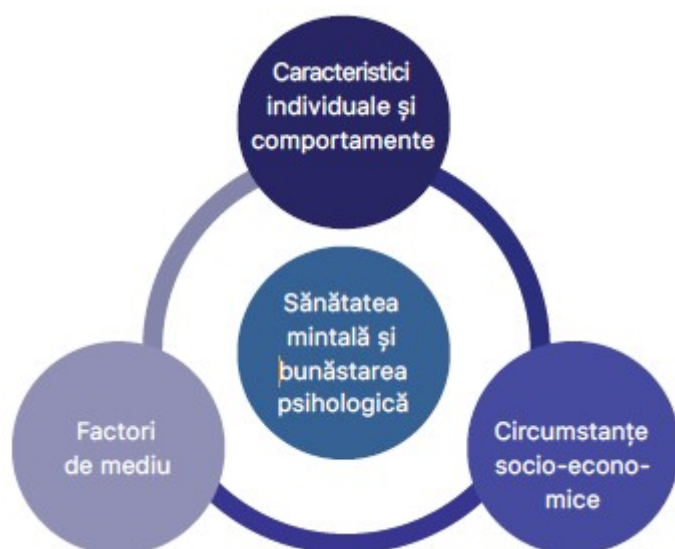 Caracteristici
individuale și
comportamente
Sănătatea
mintală și
bunăstarea
psihologică
Factori
de mediu
Circumstanțe
socio-econo-
mice